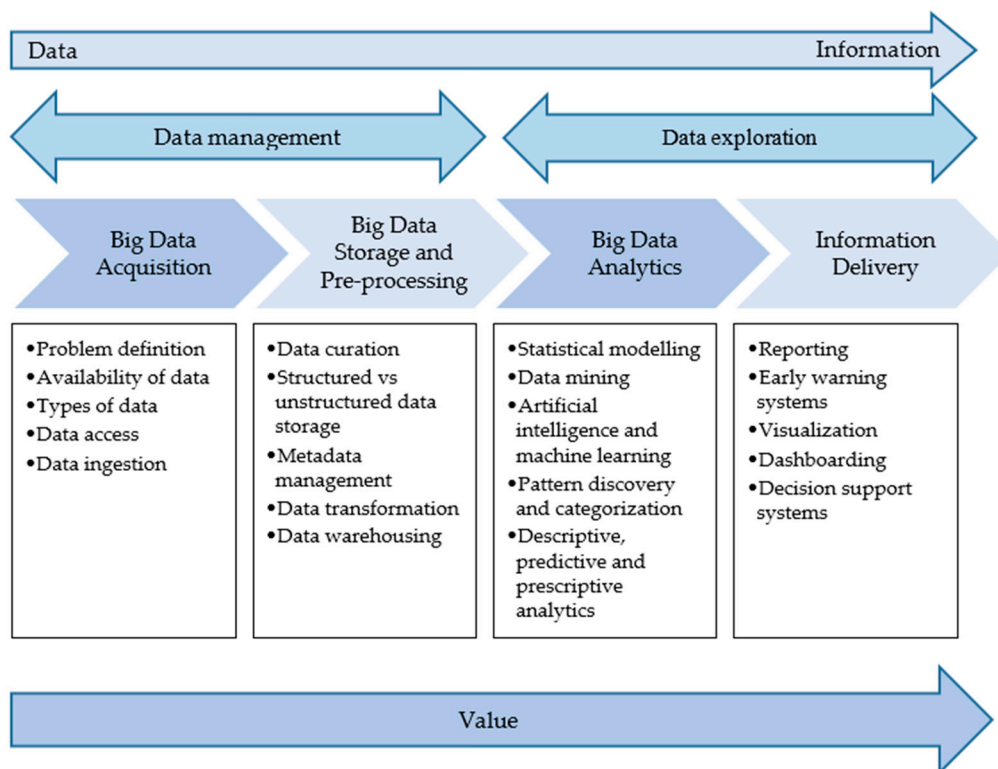 Data
Information
Data management
Data exploration
Big Data
Acquisition
Big Data
Storage and
Pre-processing
Big Data
Analytics
Information
Delivery
•Problem definition
•Availability of data
•Types of data
•Data access
•Data ingestion
•Data curation
•Structured vs
unstructured data
storage
•Metadata
management
•Data transformation
•Data warehousing
•Statistical modelling
•Data mining
•Artificial
intelligence and
machine learning
•Pattern discovery
and categorization
•Descriptive,
predictive and
prescriptive
analytics
•Reporting
•Early warning
systems
•Visualization
•Dashboarding
•Decision support
systems
Value